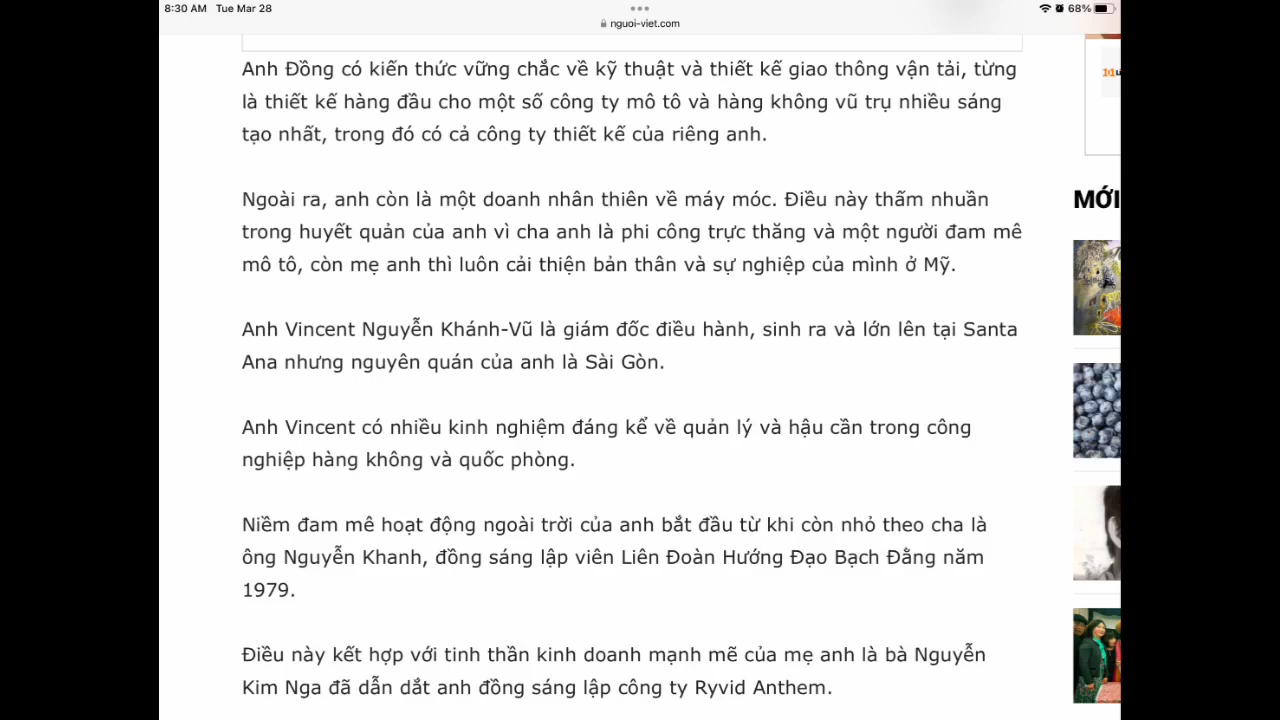 8:30 AM Tue Mar 28
68%
nguoi-viet.com
Anh Đồng có kiến thức vững chắc về kỹ thuật và thiết kế giao thông vận tải, từng
là thiết kế hàng đầu cho một số công ty mô tô và hàng không vũ trụ nhiều sáng
tạo nhất, trong đó có cả công ty thiết kế của riêng anh.
Ngoài ra, anh còn là một doanh nhân thiên về máy móc. Điều này thấm nhuần
trong huyết quản của anh vì cha anh là phi công trực thăng và một người đam mê
mô tô, còn mẹ anh thì luôn cải thiện bản thân và sự nghiệp của mình ở Mỹ.
Anh Vincent Nguyễn Khánh-Vũ là giám đốc điều hành, sinh ra và lớn lên tại Santa
Ana nhưng nguyên quán của anh là Sài Gòn.
Anh Vincent có nhiều kinh nghiệm đáng kể về quản lý và hậu cần trong công
nghiệp hàng không và quốc phòng.
Niềm đam mê hoạt động ngoài trời của anh bắt đầu từ khi còn nhỏ theo cha là
ông Nguyễn Khanh, đồng sáng lập viên Liên Đoàn Hướng Đạo Bạch Đằng năm
1979.
Điều này kết hợp với tinh thần kinh doanh mạnh mẽ của mẹ anh là bà Nguyễn
Kim Nga đã dẫn dắt anh đồng sáng lập công ty Ryvid Anthem.
MỚI